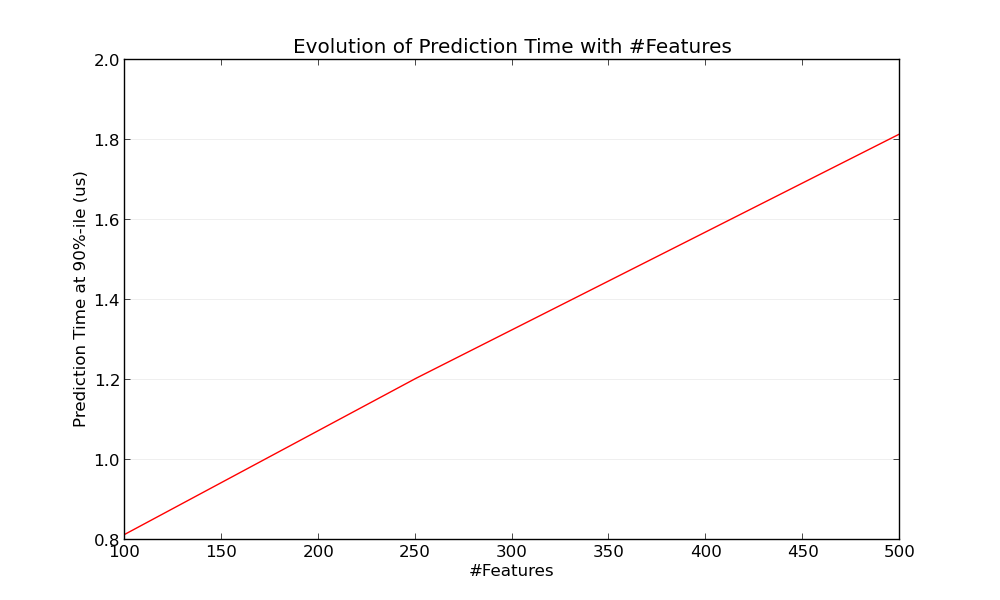 Evolution of Prediction Time with #Features
2.0
1.8
1.6
1.4
1.2
1.0
0.8
Prediction Time at 90%-ile (us)
100 150 200 250 300 350 400 450 500
#Features